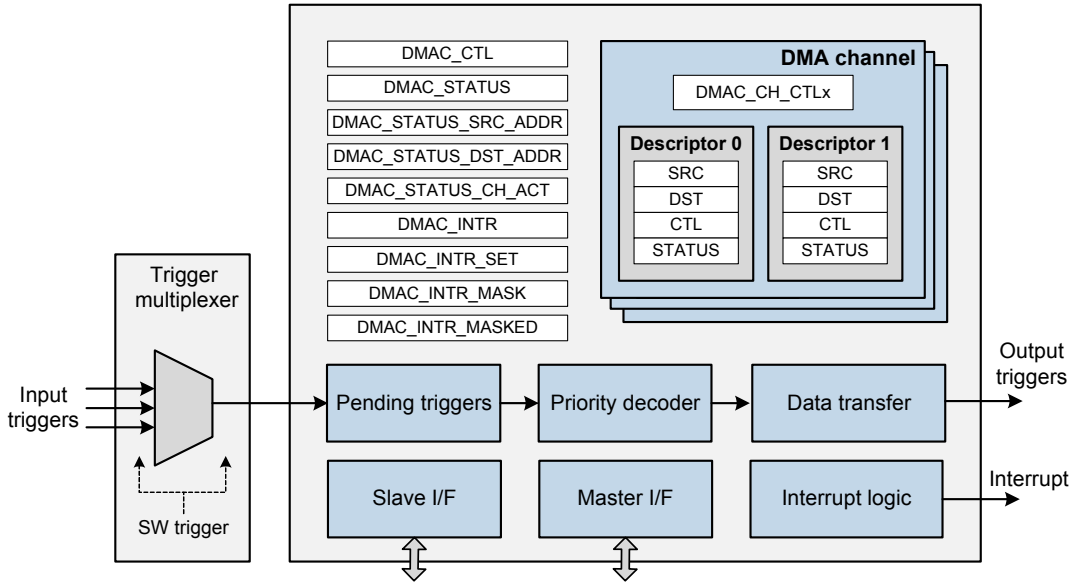 DMAC_CTL
DMAC_STATUS
DMAC_STATUS_SRC_ADDR
DMAC_STATUS_DST_ADDR
DMAC_STATUS_CH_ACT
DMAC_INTR
DMAC_INTR_SET
DMAC_INTR_MASK
DMAC_INTR_MASKED
DMA channel
DMAC_CH_CTLx
Descriptor 0
SRC
DST
CTL
STATUS
Descriptor 1
SRC
DST
CTL
STATUS
Trigger
multiplexer
Input
triggers
SW trigger
Pending triggers
Priority decoder
Data transfer
Output
triggers
Slave I/F
Master I/F
Interrupt logic
Interrupt